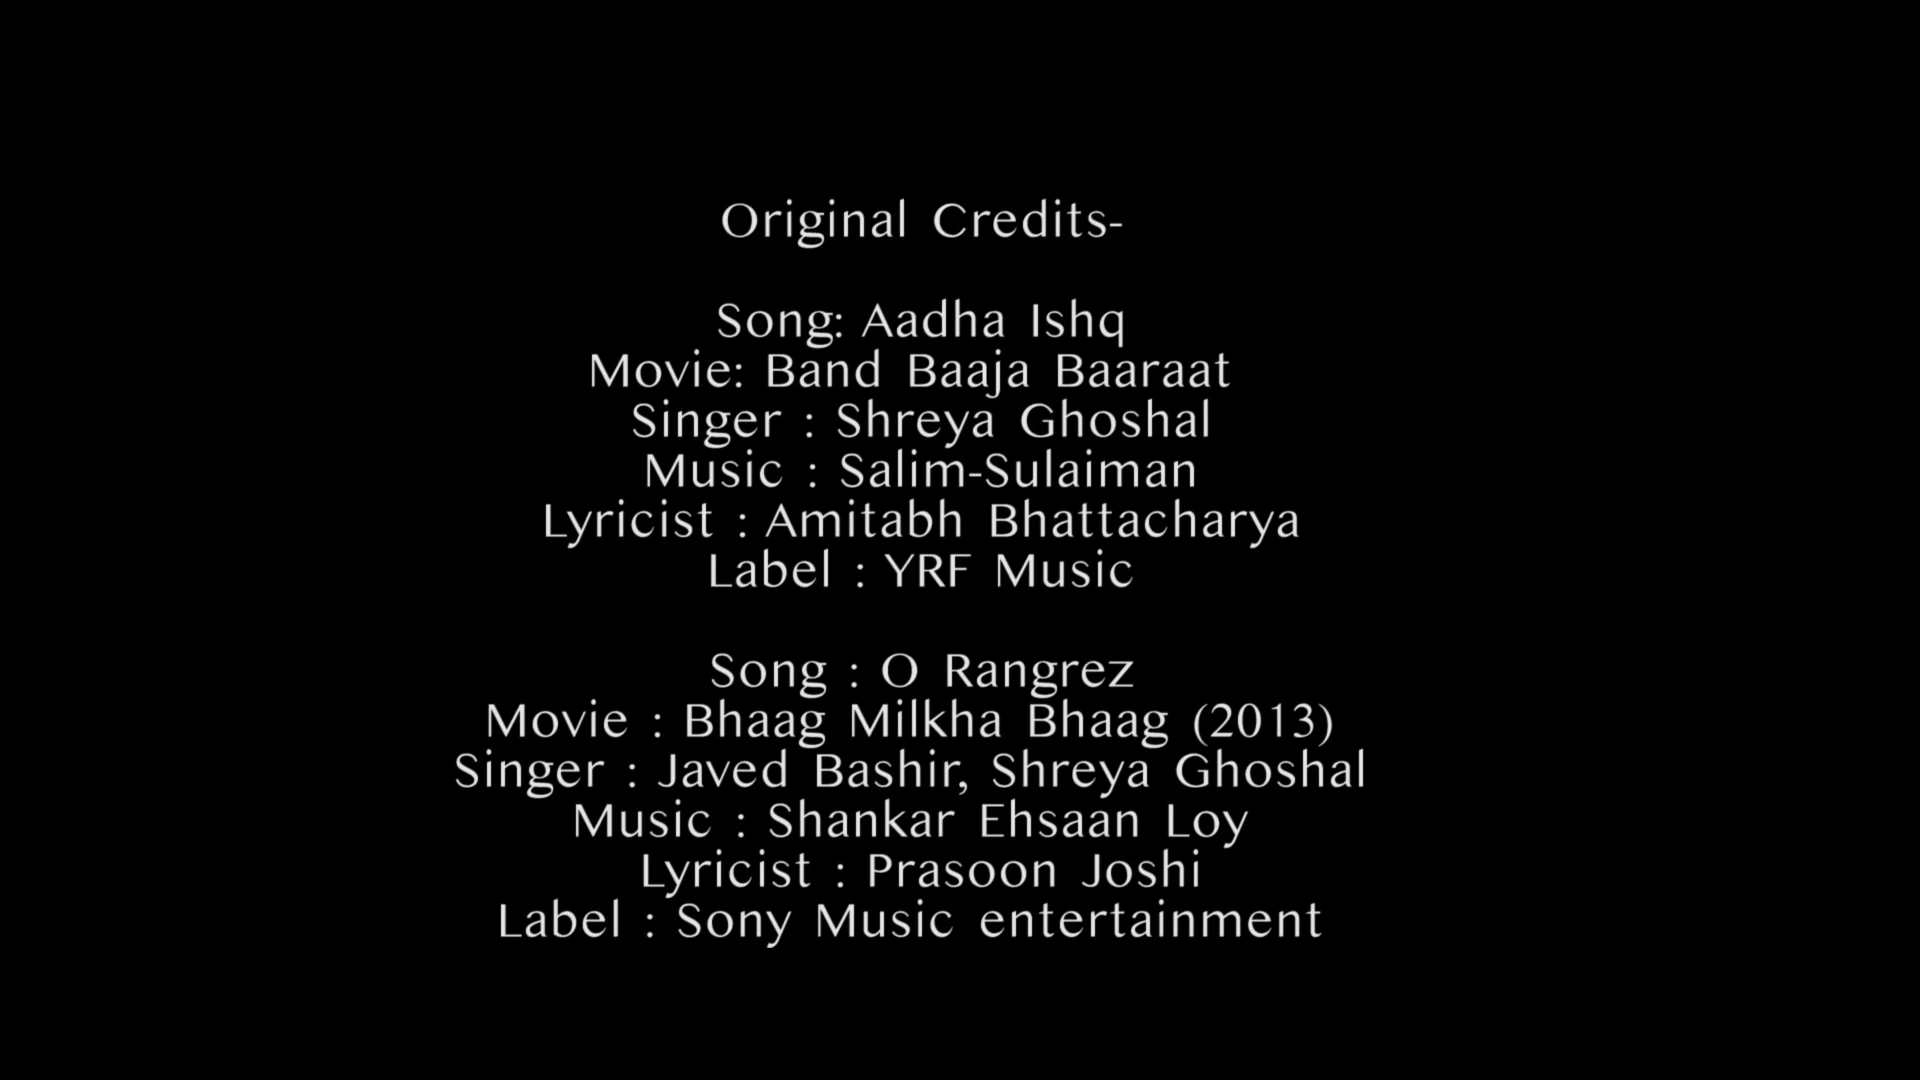 Original Credits-
Song: Aadha Ishq
Movie: Band Baaja Baaraat
Singer : Shreya Ghoshal
Music : Salim-Sulaiman
Lyricist : Amitabh Bhattacharya
Label : YRF Music
Song : O Rangrez
Movie : Bhaag Milkha Bhaag (2013)
Singer : Javed Bashir, Shreya Ghoshal
Music : Shankar Ehsaan Loy
Lyricist : Prasoon Joshi
Label : Sony Music entertainment